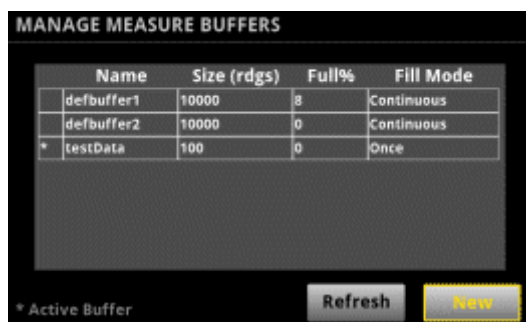 MANAGE MEASURE BUFFERS
Name Size (rdgs) Full% Fill Mode
defbuffer1 10000 8 Continuous
defbuffer2 10000 0 Continuous
* testData 100 0 Once
Refresh New
* Active Buffer